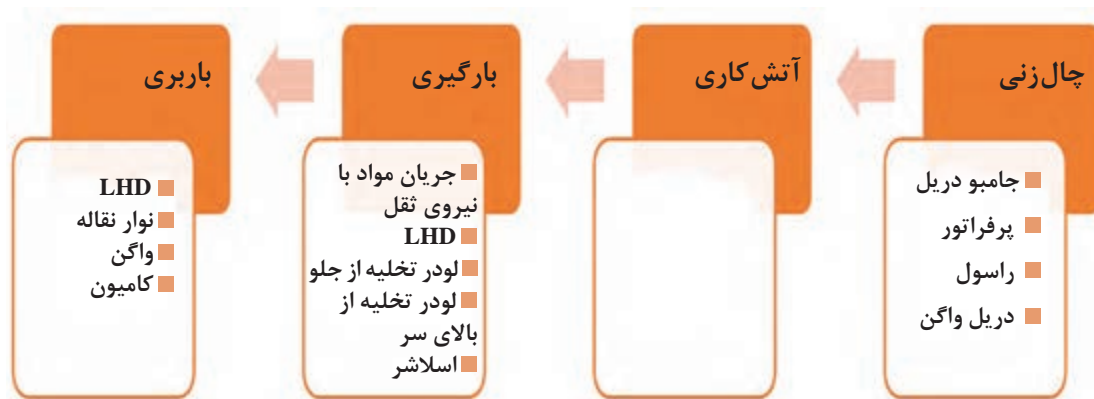 چال‌زنی
جامبو دریل
پرفراتور
راسول
دریل واگن
آتش‌کاری
بارگیری
جریان مواد با
نیروی ثقل
LHD
لودر تخلیه از جلو
لودر تخلیه از
بالای سر
اسلاشر
باربری
LHD
نوار نقاله
واگن
کامیون